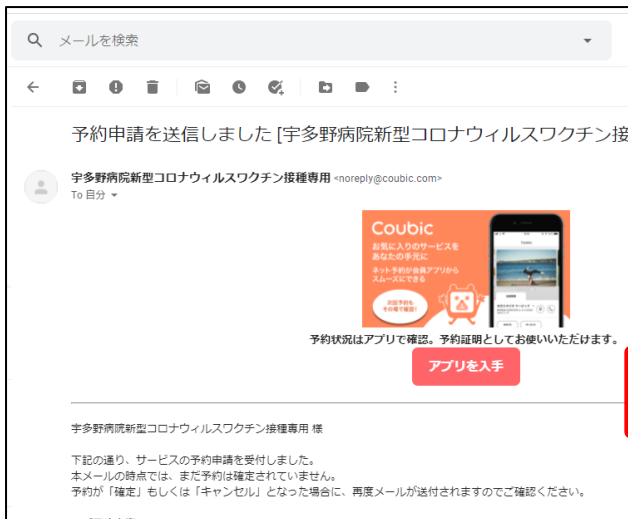 メールを検索
予約申請を送信しました [宇多野病院新型コロナウィルスワクチン接
宇多野病院新型コロナウィルスワクチン接種専用 <noreply@coubic.com>
To 自分
Coubic
お気に入りのサービスを
あなたの手元に
ネット予約が会員アプリから
スムーズにできる
次回予約も
その場で確認!
予約状況はアプリで確認。予約証明としてお使いいただけます。
アプリを入手
宇多野病院新型コロナウィルスワクチン接種専用 様
下記の通り、サービスの予約申請を受付しました。
本メールの時点では、まだ予約は確定されていません。
予約が「確定」もしくは「キャンセル」となった場合に、再度メールが送付されますのでご確認ください。